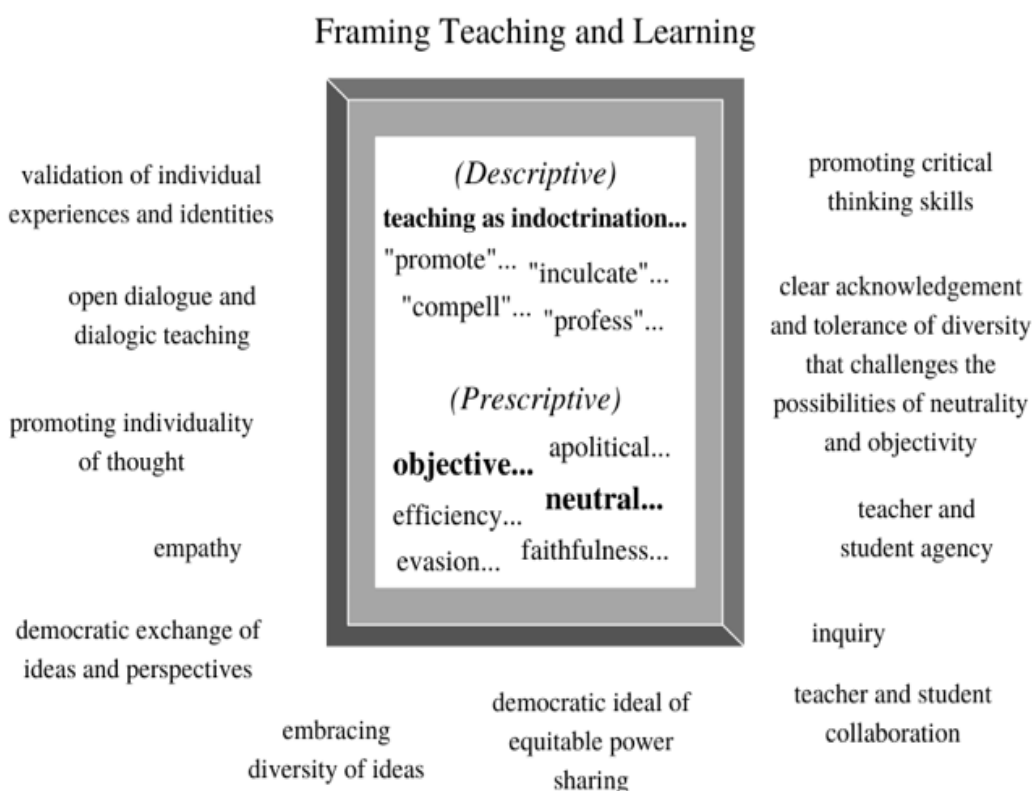 Framing Teaching and Learning
validation of individual
experiences and identities
open dialogue and
dialogic teaching
promoting individuality
of thought
empathy
democratic exchange of
ideas and perspectives
embracing
diversity of ideas
(Descriptive)
teaching as indoctrination...
"promote"... "inculcate"...
"compell"... "profess"...
(Prescriptive)
objective... apolitical...
efficiency... neutral...
evasion... faithfulness...
democratic ideal of
equitable power
sharing
promoting critical
thinking skills
clear acknowledgement
and tolerance of diversity
that challenges the
possibilities of neutrality
and objectivity
teacher and
student agency
inquiry
teacher and student
collaboration